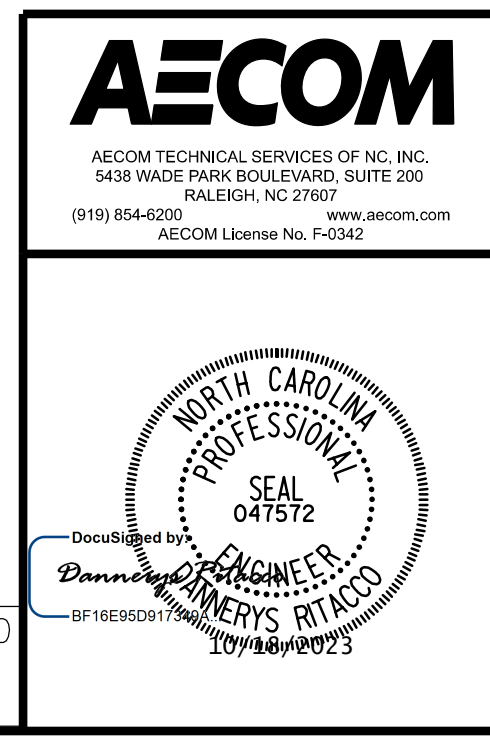 AECOM
AECOM TECHNICAL SERVICES OF NC, INC.
5438 WADE PARK BOULEVARD, SUITE 200
RALEIGH, NC 27607
(919) 854-6200 www.aecom.com
AECOM License No. F-0342
NORTH CAROLINA
PROFESSIONAL
SEAL
047572
ENGINEER
DANNERYS RITACCO
DocuSigned by:
Dannerys Ritacco
BF16E95D917349A...
10/18/2023